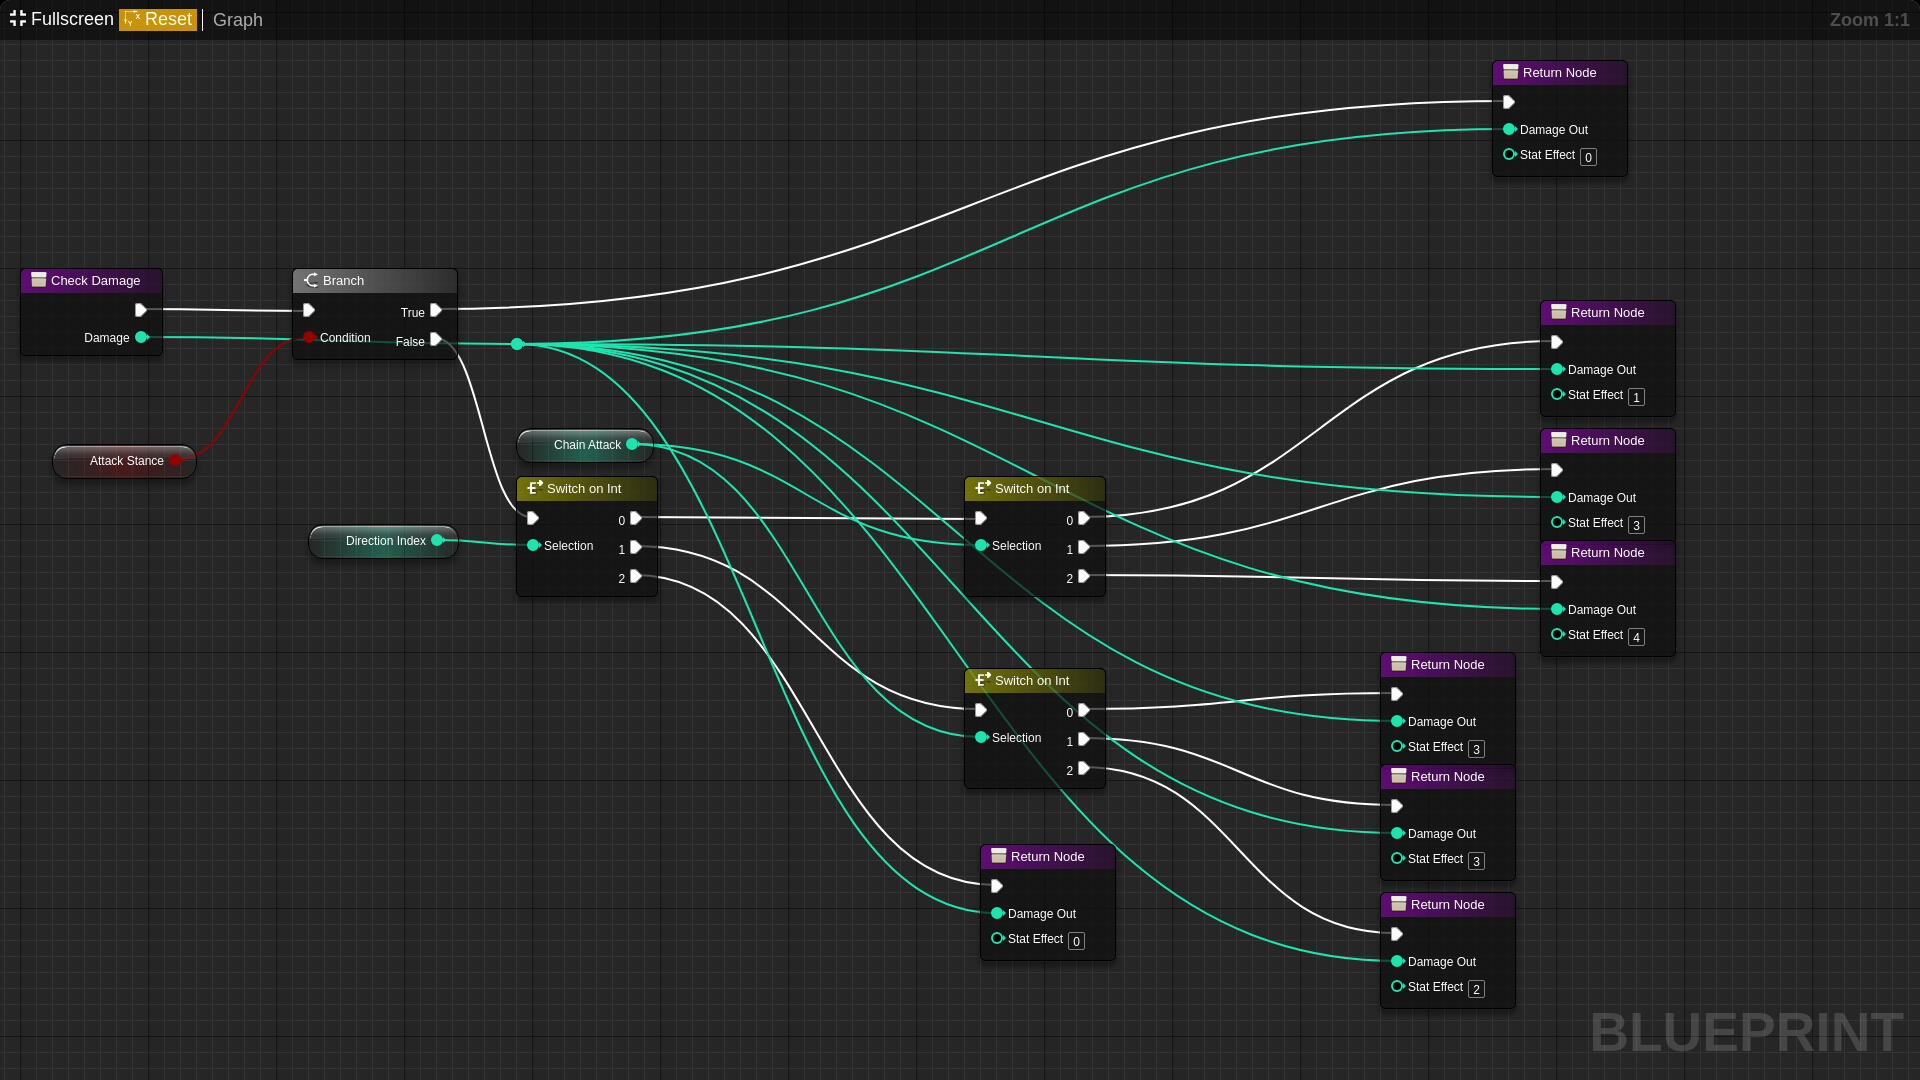 Fullscreen Reset Graph
Zoom 1:1
Return Node
Damage Out
Stat Effect 0
Check Damage
Damage
Branch
True
Condition
False
Attack Stance
Direction Index
Chain Attack
Switch on Int
0
Selection
1
2
Switch on Int
0
Selection
1
2
Return Node
Damage Out
Stat Effect 1
Return Node
Damage Out
Stat Effect 3
Return Node
Damage Out
Stat Effect 4
Switch on Int
0
Selection
1
2
Return Node
Damage Out
Stat Effect 3
Return Node
Damage Out
Stat Effect 3
Return Node
Damage Out
Stat Effect 2
Return Node
Damage Out
Stat Effect 0
BLUEPRINT